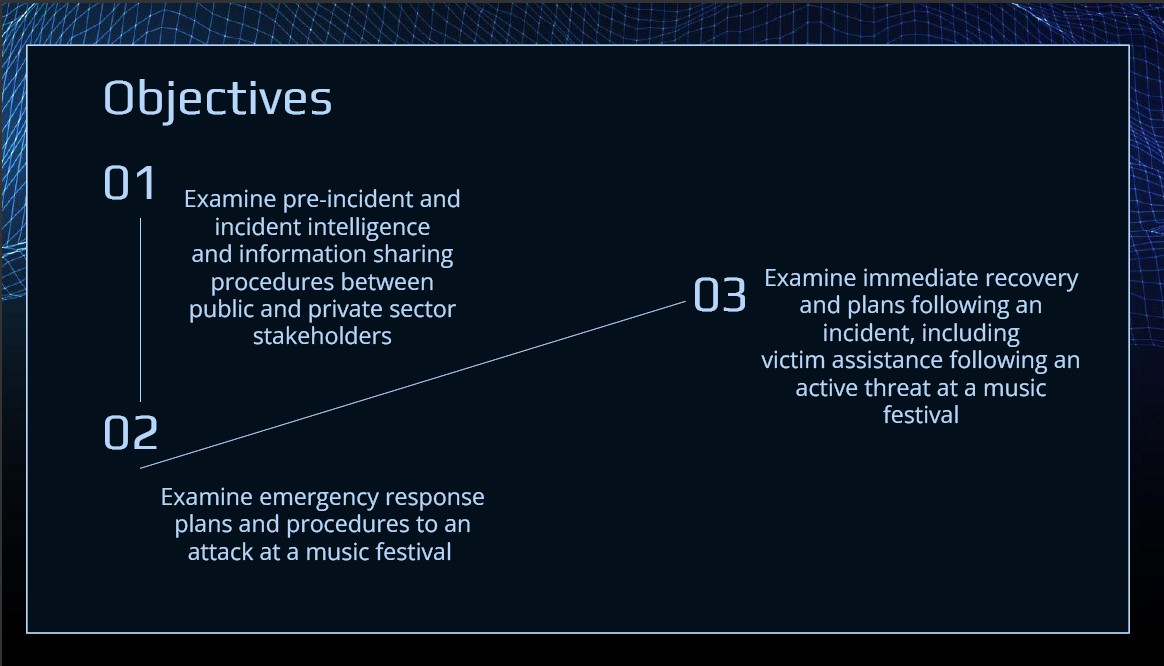 Objectives
01
Examine pre-incident and
incident intelligence
and information sharing
procedures between
public and private sector
stakeholders
02
Examine emergency response
plans and procedures to an
attack at a music festival
03
Examine immediate recovery
and plans following an
incident, including
victim assistance following an
active threat at a music
festival